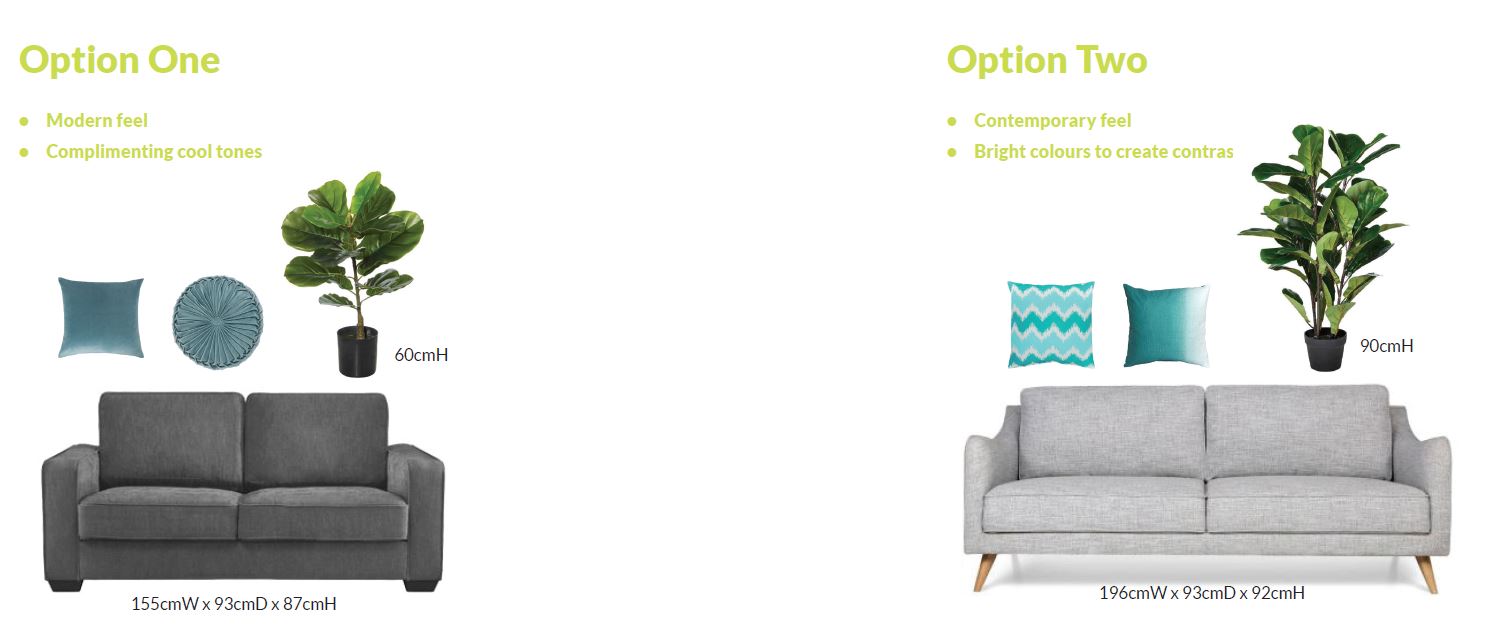 Option One
• Modern feel
• Complimenting cool tones
60cmH
155cmW x 93cmD x 87cmH
Option Two
• Contemporary feel
• Bright colours to create contras
90cmH
196cmW x 93cmD x 92cmH